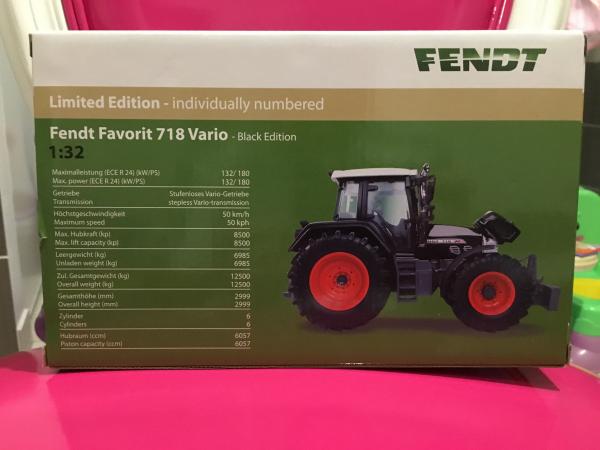 FENDT
Limited Edition - individually numbered
Fendt Favorit 718 Vario - Black Edition
1:32
Maximalleistung (ECE R 24) (kW/PS) 132/ 180
Max. power (ECE R 24) (kW/PS) 132/ 180
Getriebe Stufenloses Vario-Getriebe
Transmission stepless Vario-transmission
Höchstgeschwindigkeit 50 km/h
Maximum speed 50 kph
Max. Hubkraft (kp) 8500
Max. lift capacity (kp) 8500
Leergewicht (kg) 6985
Unladen weight (kg) 6985
Zul. Gesamtgewicht (kg) 12500
Overall weight (kg) 12500
Gesamthöhe (mm) 2999
Overall height (mm) 2999
Zylinder 6
Cylinders 6
Hubraum (ccm) 6057
Piston capacity (ccm) 6057